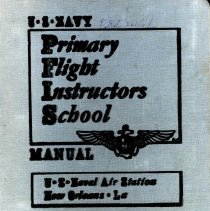 U·S·NAVY
Primary
Flight
Instructors
School
MANUAL
U·S·Naval Air Station
New Orleans·La